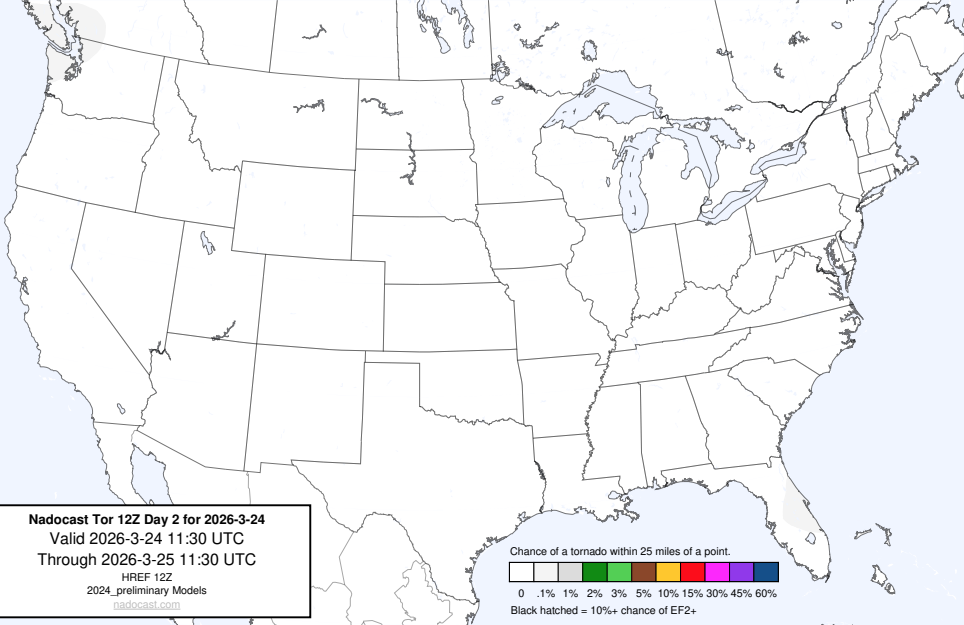 Nadocast Tor 12Z Day 2 for 2026-3-24
Valid 2026-3-24 11:30 UTC
Through 2026-3-25 11:30 UTC
HREF 12Z
2024_preliminary Models
nadocast.com
Chance of a tornado within 25 miles of a point.
0 .1% 1% 2% 3% 5% 10% 15% 30% 45% 60%
Black hatched = 10%+ chance of EF2+